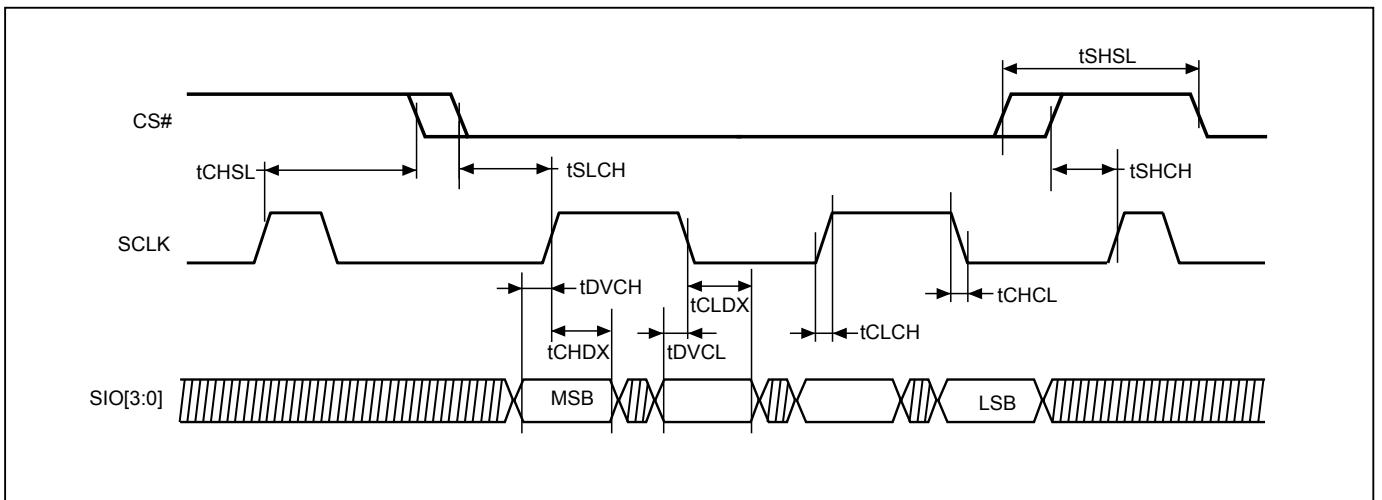 tSHSL
CS#
tCHSL
tSLCH
tSHCH
SCLK
tDVCH
tCLDX
tCHCL
tCHDX
tDVCL
tCLCH
SIO[3:0]
MSB
LSB